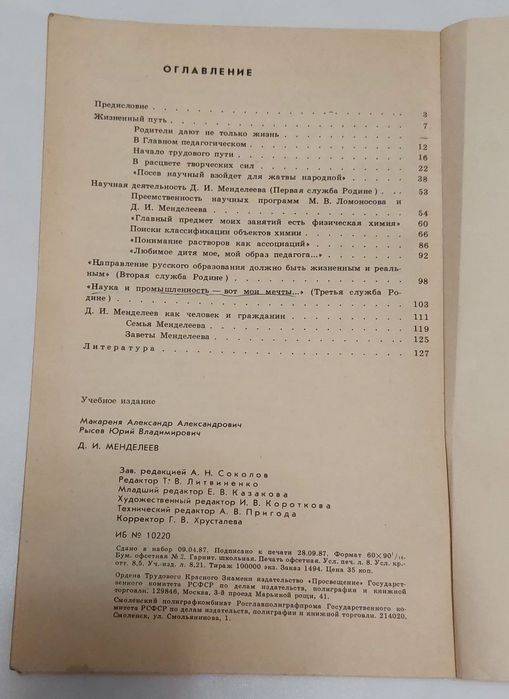 ОГЛАВЛЕНИЕ
Предисловие . . . . . . . . . . . 3
Жизненный путь . . . . . . . . . . . 7
Родители дают не только жизнь . . . . . . . —
В Главном педагогическом . . . . . . . . 12
Начало трудового пути . . . . . . . . 16
В расцвете творческих сил . . . . . . . . 22
«Посев научный взойдет для жатвы народной» . . . . 38
Научная деятельность Д. И. Менделеева (Первая служба Родине) . . 53
Преемственность научных программ М. В. Ломоносова и
Д. И. Менделеева . . . . . . . . . 54
«Главный предмет моих занятий есть физическая химия» 60
Поиски классификации объектов химии . . . . . . 66
«Понимание растворов как ассоциаций» . . . . . . 86
«Любимое дитя мое, мой образ педагога...» . . . . . 92
«Направление русского образования должно быть жизненным и реаль-
ным» (Вторая служба Родине) . . . . . . . . 98
«Наука и промышленность — вот мои мечты...» (Третья служба Ро-
дине) . . . . . . . . . . . . 103
Д. И. Менделеев как человек и гражданин . . . . . . 111
Семья Менделеева . . . . . . . . . 119
Заветы Менделеева . . . . . . . . . 125
Литература . . . . . . . . . . . 127
Учебное издание
Макареня Александр Александрович
Рысев Юрий Владимирович
Д. И. МЕНДЕЛЕЕВ
Зав. редакцией А. Н. Соколов
Редактор Т. В. Литвиненко
Младший редактор Е. В. Казакова
Художественный редактор И. В. Короткова
Технический редактор А. В. Пригода
Корректор Г. В. Хрусталева
ИБ № 10220
Сдано в набор 09.04.87. Подписано к печати 28.09.87. Формат 60×90¹/₁₆.
Бум. офсетная № 2. Гарнит. школьная. Печать офсетная. Усл. печ. л. 8. Усл. кр.-
отт. 8,5. Уч.-изд. л. 8,21. Тираж 100000 экз. Заказ 1494. Цена 35 коп.
Ордена Трудового Красного Знамени издательство «Просвещение» Государст-
венного комитета РСФСР по делам издательств, полиграфии и книжной
торговли. 129846, Москва, 3-й проезд Марьиной рощи, 41.
Смоленский полиграфкомбинат Росглавполиграфпрома Государственного ко-
митета РСФСР по делам издательств, полиграфии и книжной торговли. 214020,
Смоленск, ул. Смольянинова, 1.